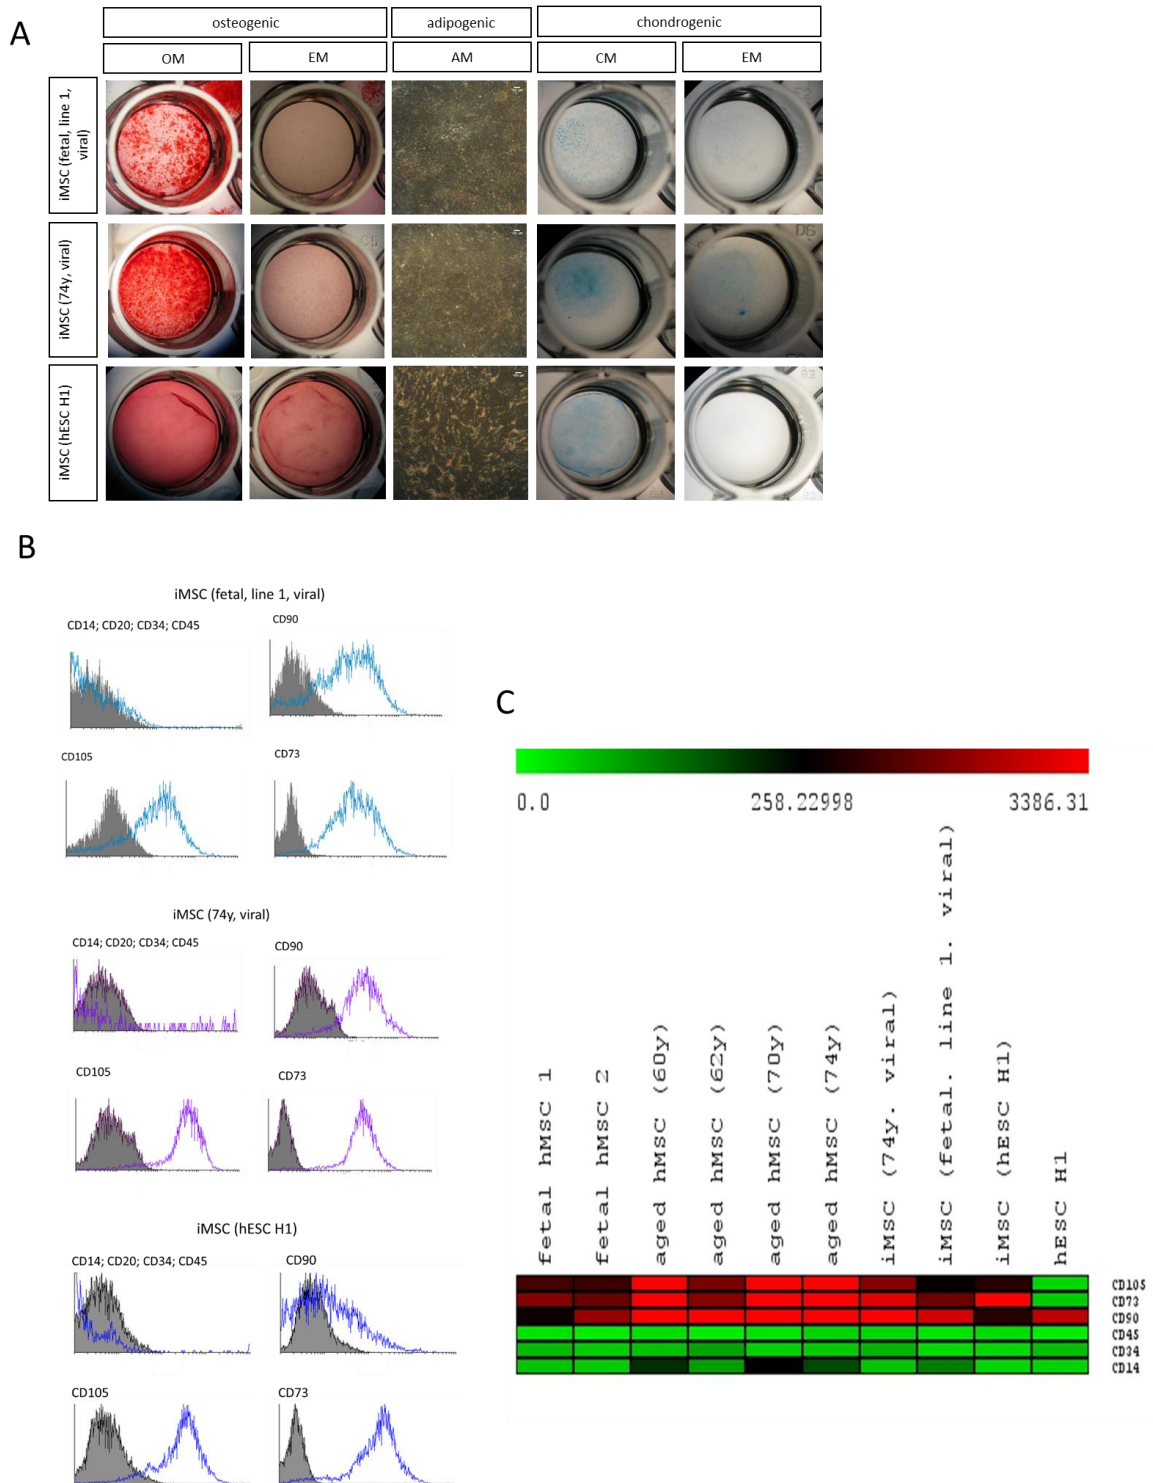 A
osteogenic
adipogenic
chondrogenic
OM
EM
AM
CM
EM
iMSC (fetal, line 1,
viral)
iMSC (74y, viral)
iMSC (hESC H1)
B
iMSC (fetal, line 1, viral)
CD14; CD20; CD34; CD45
CD90
CD105
CD73
iMSC (74y, viral)
CD14; CD20; CD34; CD45
CD90
CD105
CD73
iMSC (hESC H1)
CD14; CD20; CD34; CD45
CD90
CD105
CD73
C
0.0
258.22998
3386.31
fetal hMSC 1
fetal hMSC 2
aged hMSC (60y)
aged hMSC (62y)
aged hMSC (70y)
aged hMSC (74y)
iMSC (74y. viral)
iMSC (fetal. line 1. viral)
iMSC (hESC H1)
hESC H1
CD105
CD73
CD90
CD45
CD34
CD14